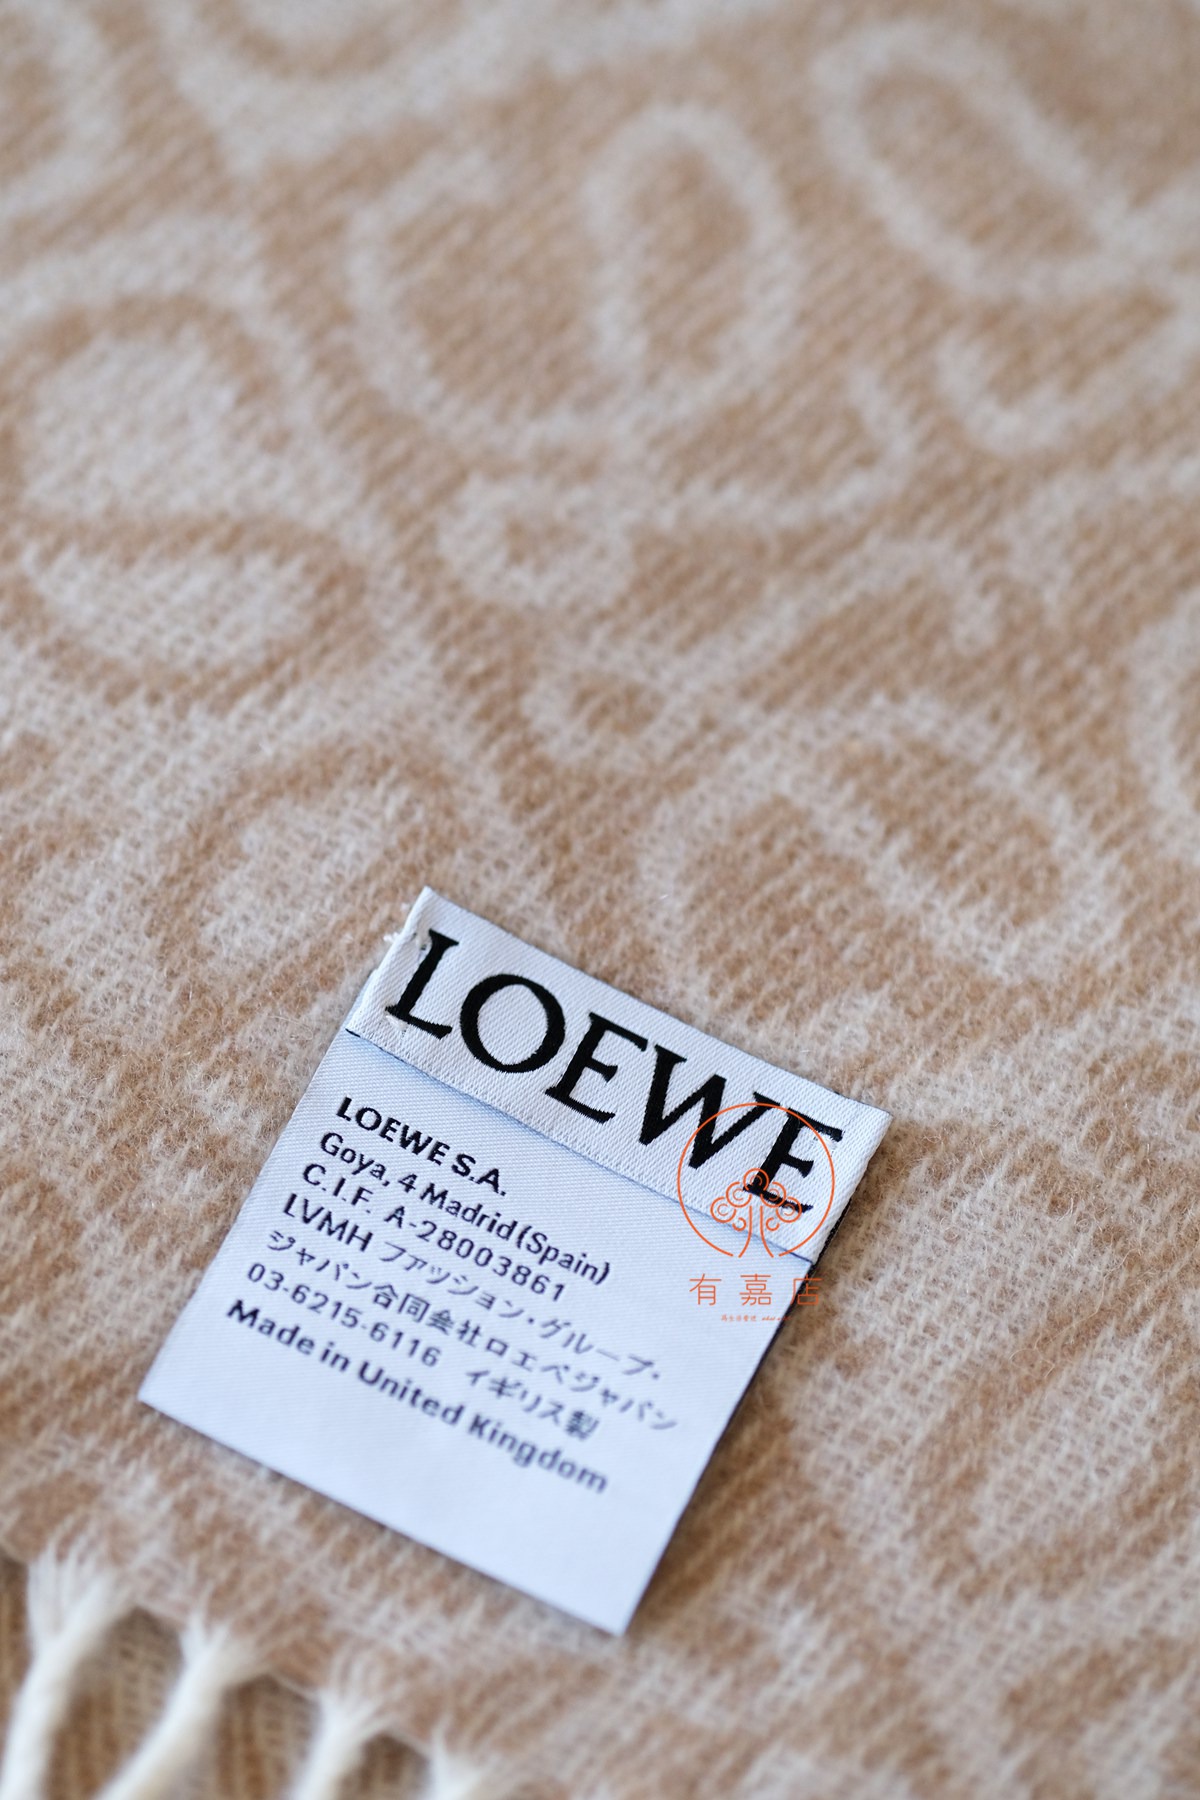 LOEWE
LOEWE S.A.
Goya, 4 Madrid (Spain)
C.I.F. A-28003861
LVMH ファッション・グループ・
ジャパン合同会社ロエベジャパン
03-6215-6116 イギリス製
Made in United Kingdom
有嘉店